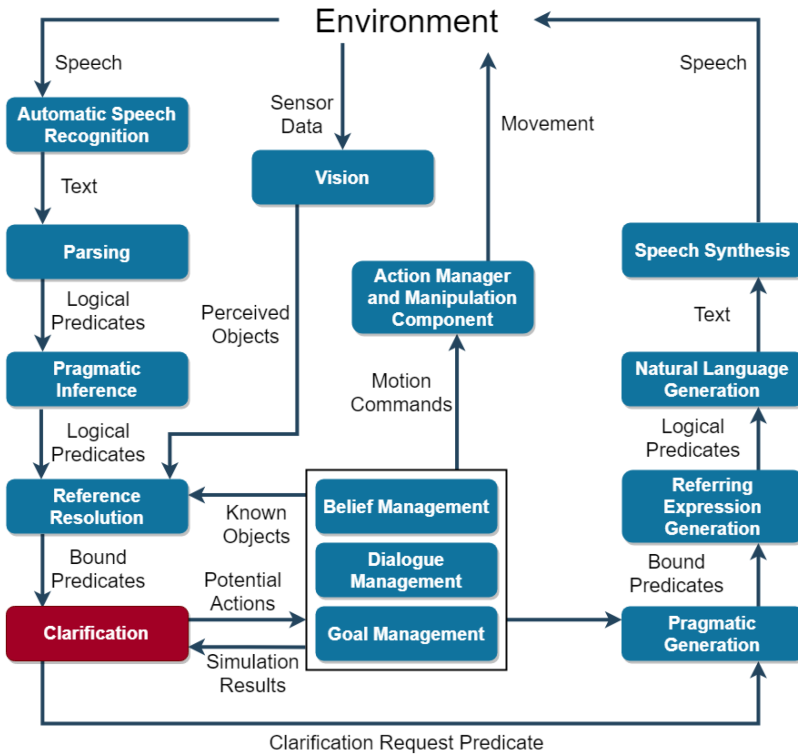 Environment
Speech
Speech
Sensor
Data
Movement
Automatic Speech
Recognition
Text
Vision
Parsing
Speech Synthesis
Action Manager
and Manipulation
Component
Logical
Predicates
Perceived
Objects
Text
Pragmatic
Inference
Motion
Commands
Natural Language
Generation
Logical
Predicates
Logical
Predicates
Reference
Resolution
Known
Objects
Belief Management
Referring
Expression
Generation
Bound
Predicates
Potential
Actions
Dialogue
Management
Bound
Predicates
Clarification
Goal Management
Pragmatic
Generation
Simulation
Results
Clarification Request Predicate